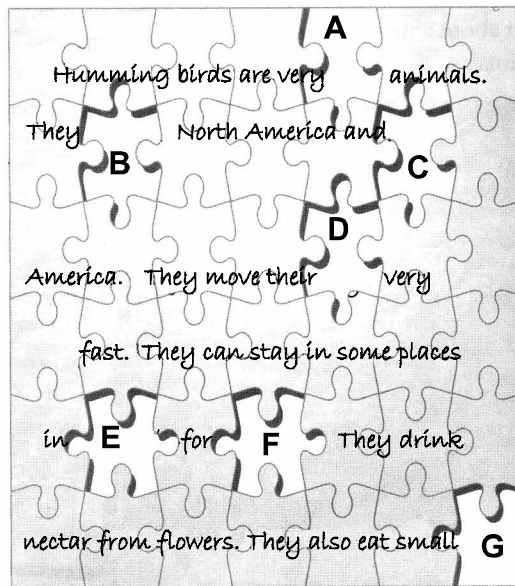 A
Humming birds are very animals.
They North America and
B C
D
America. They move their very
fast. They can stay in some places
in E for F They drink
nectar from flowers. They also eat small G